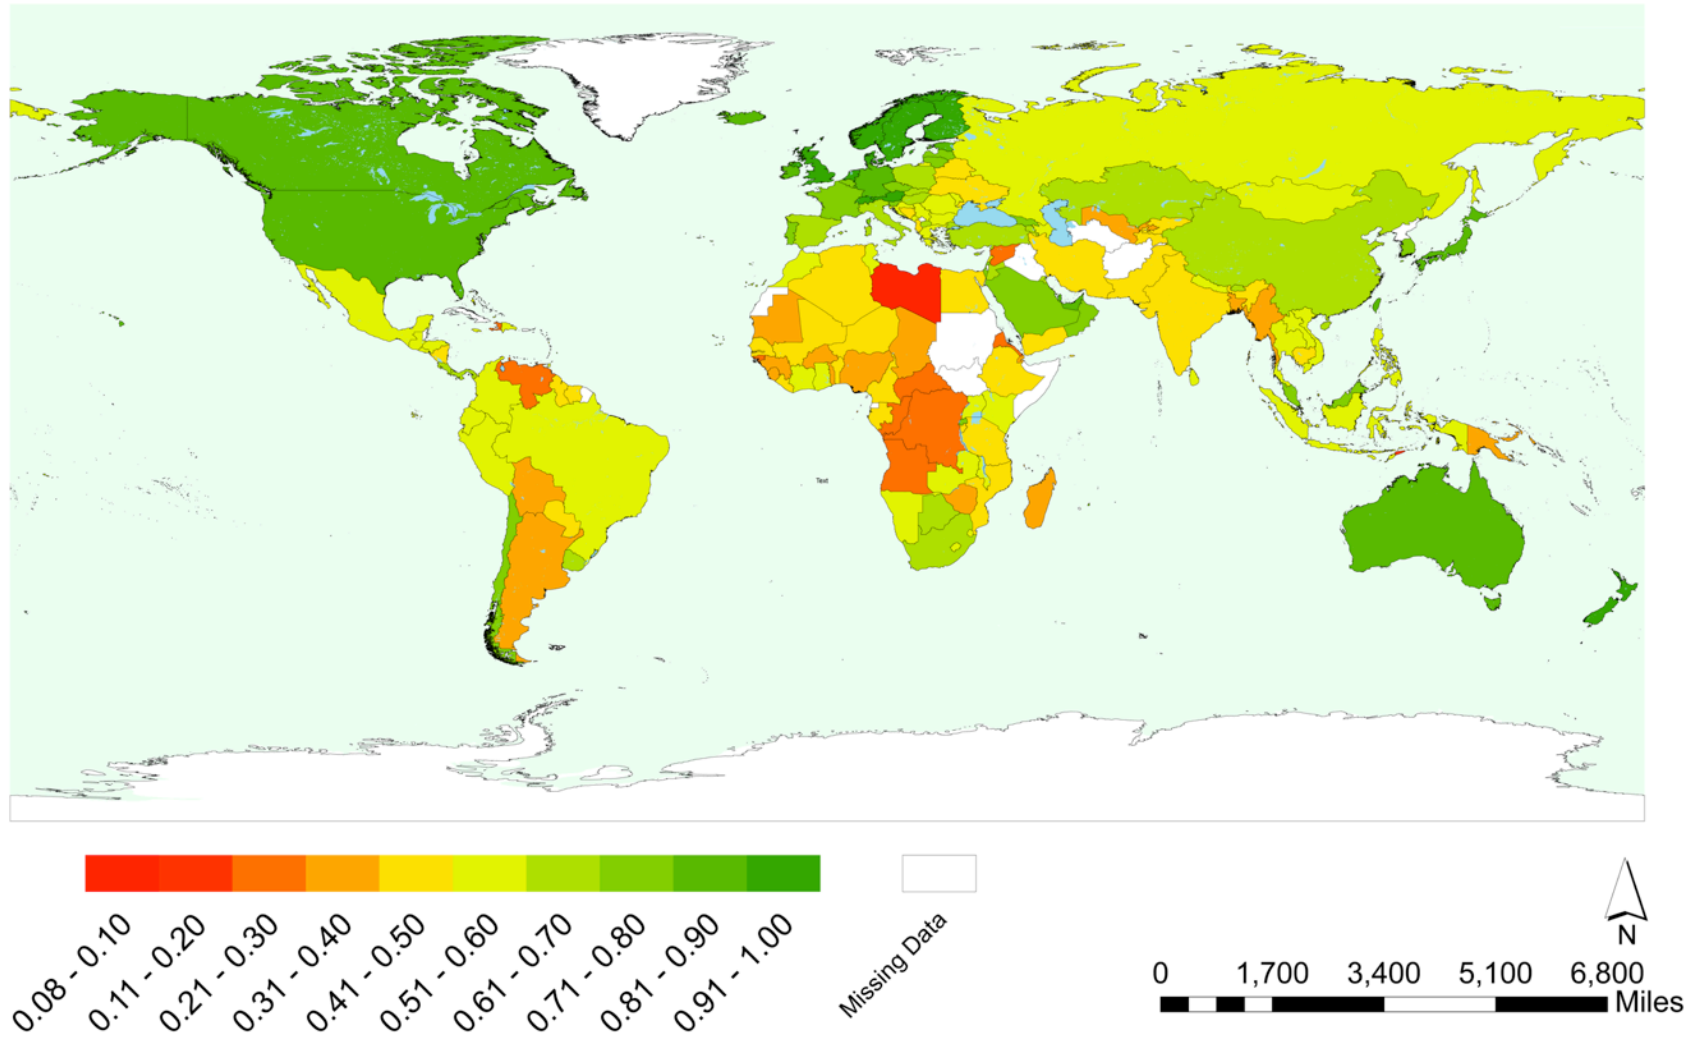 Text
0.08 - 0.10
0.11 - 0.20
0.21 - 0.30
0.31 - 0.40
0.41 - 0.50
0.51 - 0.60
0.61 - 0.70
0.71 - 0.80
0.81 - 0.90
0.91 - 1.00
Missing Data
N
0 1,700 3,400 5,100 6,800
Miles